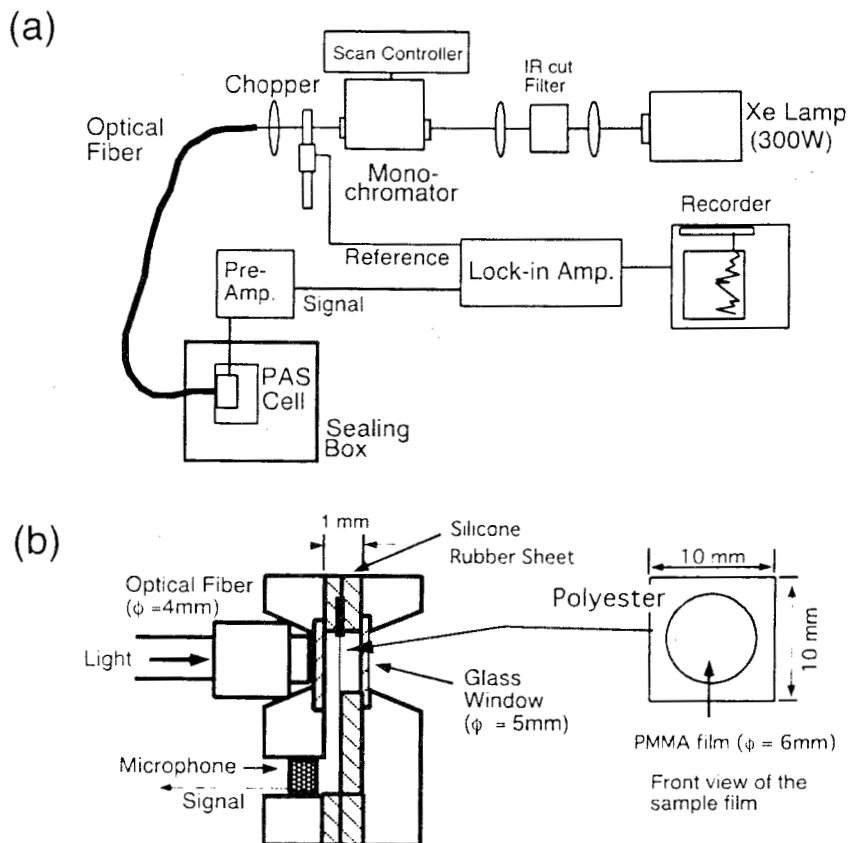 (a)
Scan Controller
Chopper
IR cut
Filter
Optical
Fiber
Xe Lamp
(300W)
Mono-
chromator
Recorder
Reference
Lock-in Amp.
Pre-
Amp.
Signal
PAS
Cell
Sealing
Box
(b)
1 mm
Silicone
Rubber Sheet
10 mm
Optical Fiber
(ϕ =4mm)
Polyester
10 mm
Light
Glass
Window
(ϕ = 5mm)
PMMA film (ϕ = 6mm)
Microphone
Signal
Front view of the
sample film